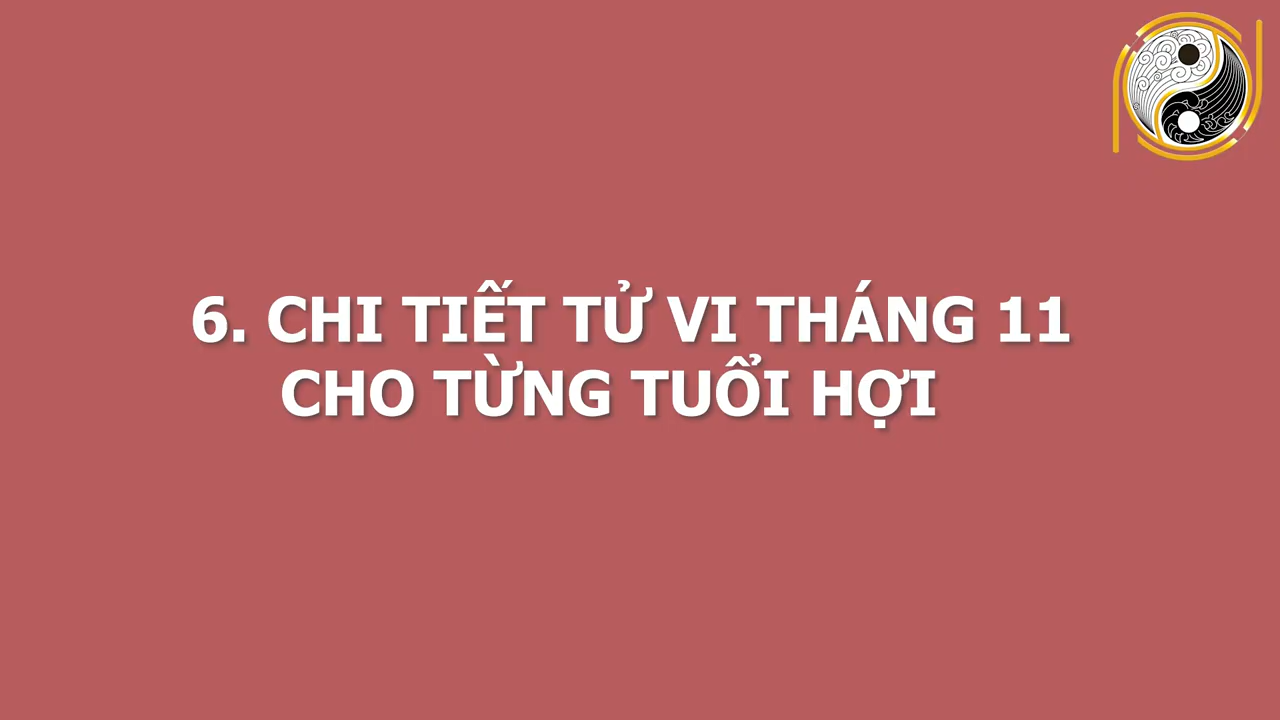 6. CHI TIẾT TỬ VI THÁNG 11
CHO TỪNG TUỔI HỢI